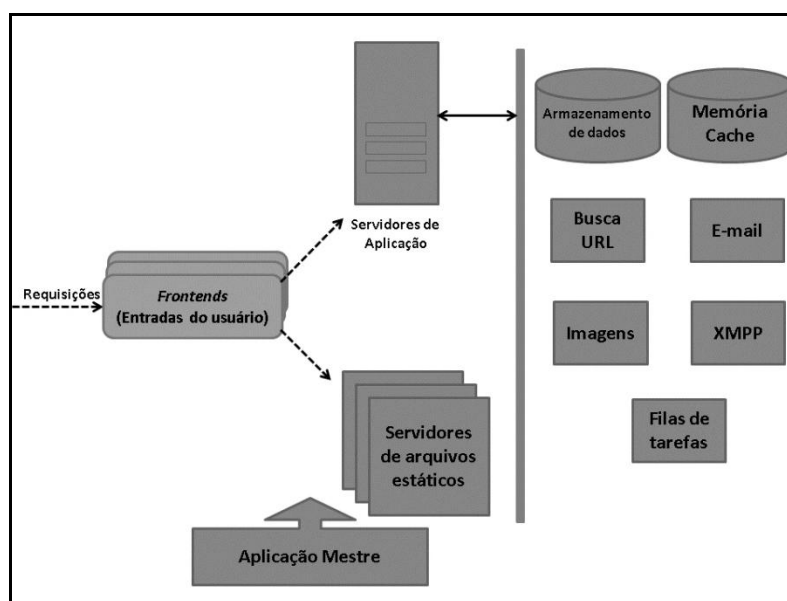 Armazenamento
de dados
Memória
Cache
Servidores de
Aplicação
Busca
URL
E-mail
Requisições
Frontends
(Entradas do usuário)
Imagens
XMPP
Servidores
de arquivos
estáticos
Filas de
tarefas
Aplicação Mestre